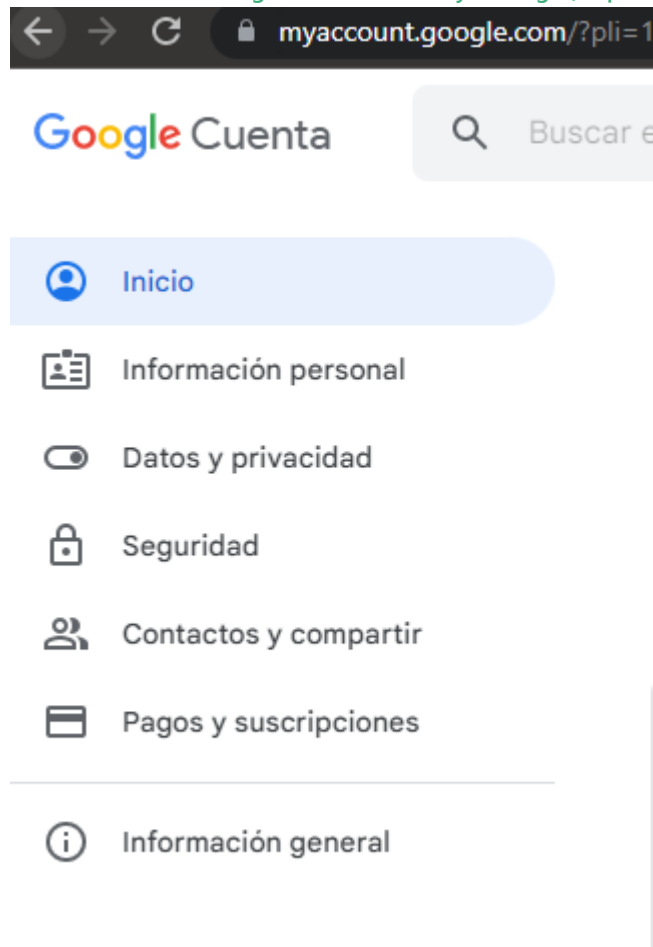 myaccount.google.com/?pli=1
Google Cuenta
Buscar
Inicio
Información personal
Datos y privacidad
Seguridad
Contactos y compartir
Pagos y suscripciones
Información general